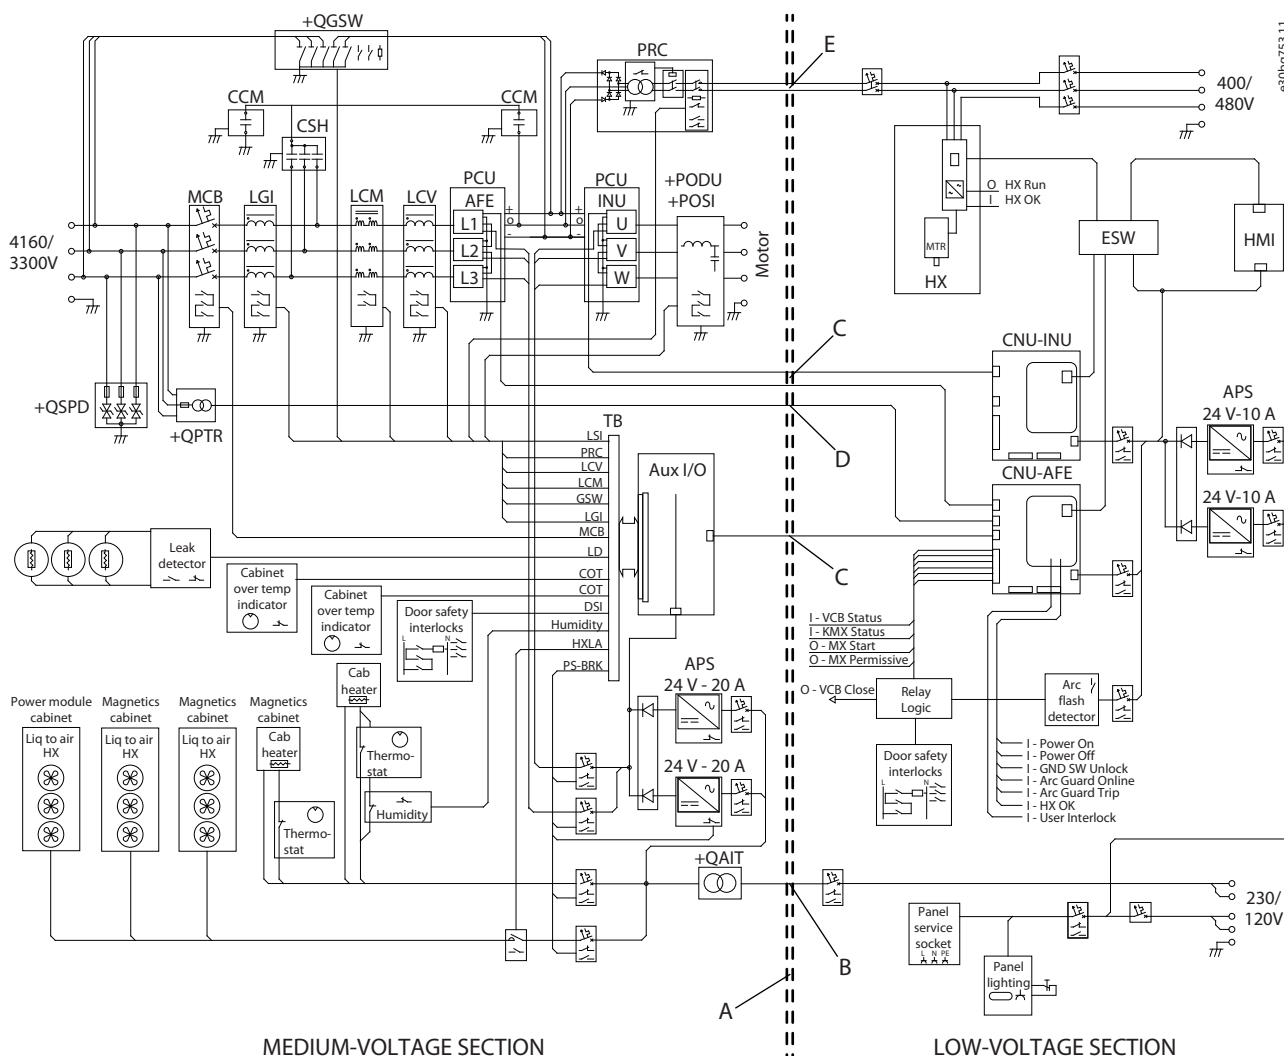 +QGSW
PRC
E
400/
480V
e30bg753.11
CCM
CCM
CSH
MCB
LGI
LCM
LCV
PCU
AFE
PCU
INU
+PODU
+POSI
L1
L2
L3
+
O
-
+
O
-
U
V
W
Motor
4160/
3300V
O HX Run
I HX OK
MTR
HX
ESW
HMI
C
CNU-INU
+QSPD
+QPTR
D
APS
24 V-10 A
24 V-10 A
CNU-AFE
TB
LSI
PRC
LCV
LCM
GSW
LGI
MCB
LD
COT
COT
DSI
Humidity
HXLA
PS-BRK
Aux I/O
C
Leak
detector
Cabinet
over temp
indicator
Cabinet
over temp
indicator
Door safety
interlocks
L
N
I - VCB Status
I - KMX Status
O - MX Start
O - MX Permissive
O - VCB Close
Relay
Logic
Arc
flash
detector
Door safety
interlocks
L
N
I - Power On
I - Power Off
I - GND SW Unlock
I - Arc Guard Online
I - Arc Guard Trip
I - HX OK
I - User Interlock
APS
24 V - 20 A
24 V - 20 A
Power module
cabinet
Liq to air
HX
Magnetics
cabinet
Liq to air
HX
Magnetics
cabinet
Liq to air
HX
Magnetics
cabinet
Cab
heater
Thermo-
stat
Cab
heater
Thermo-
stat
Humidity
+QAIT
B
A
Panel
service
socket
L N PE
Panel
lighting
230/
120V
MEDIUM-VOLTAGE SECTION
LOW-VOLTAGE SECTION